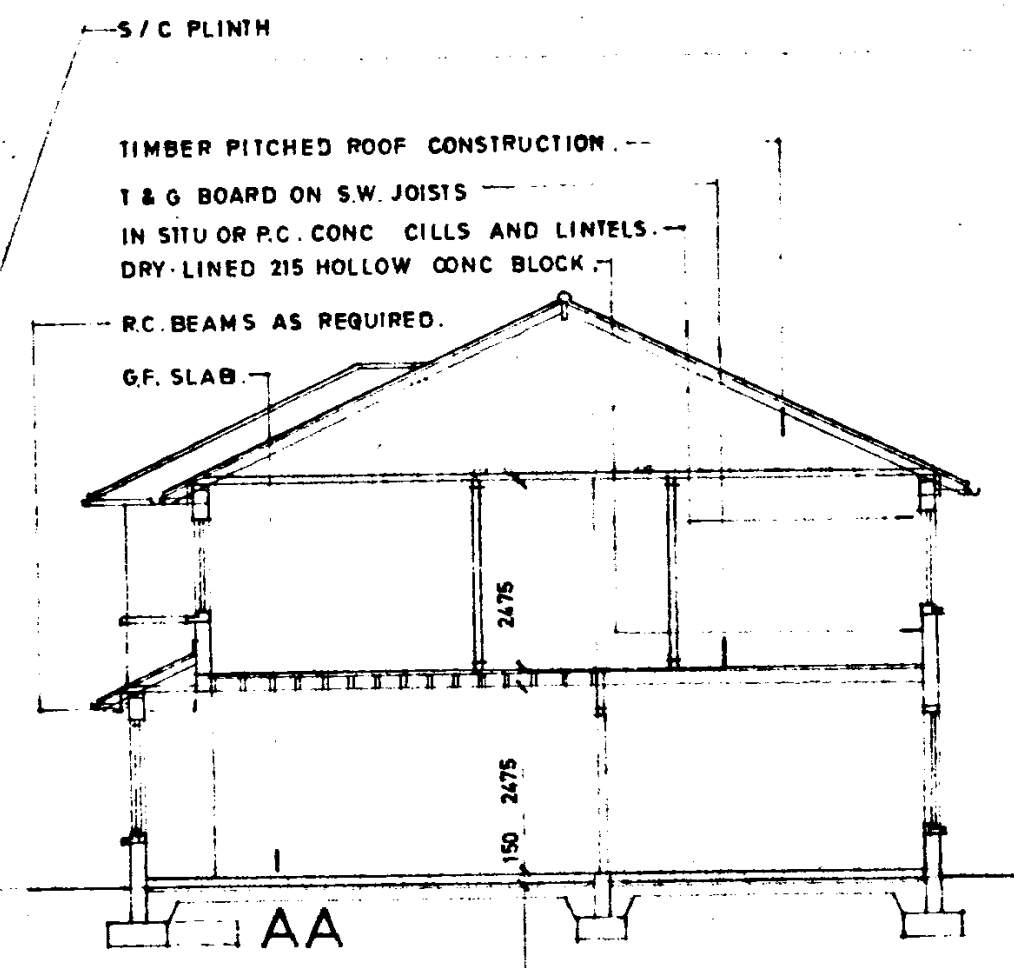 S/C PLINTH
TIMBER PITCHED ROOF CONSTRUCTION.
T & G BOARD ON S.W. JOISTS
IN SITU OR P.C. CONC CILLS AND LINTELS.
DRY-LINED 215 HOLLOW CONC BLOCK.
R.C. BEAMS AS REQUIRED.
G.F. SLAB.
2475
2475
150
AA